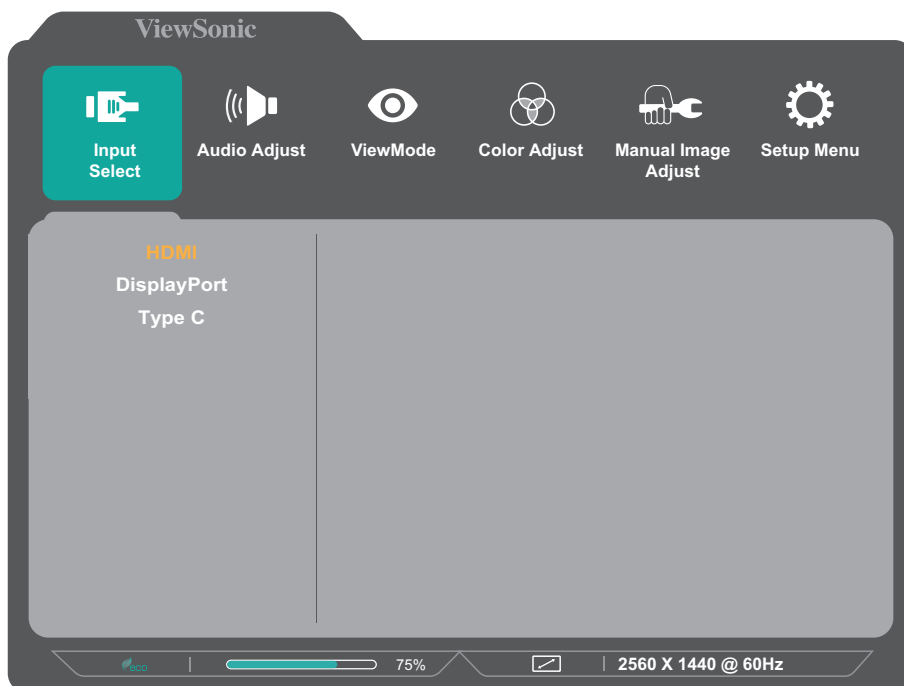 ViewSonic
Input
Select
Audio Adjust
ViewMode
Color Adjust
Manual Image
Adjust
Setup Menu
HDMI
DisplayPort
Type C
eco
75%
2560 X 1440 @ 60Hz